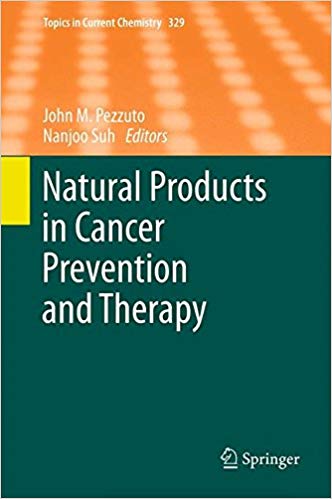 Topics in Current Chemistry 329
John M. Pezzuto
Nanjoo Suh Editors
Natural Products
in Cancer
Prevention
and Therapy
Springer